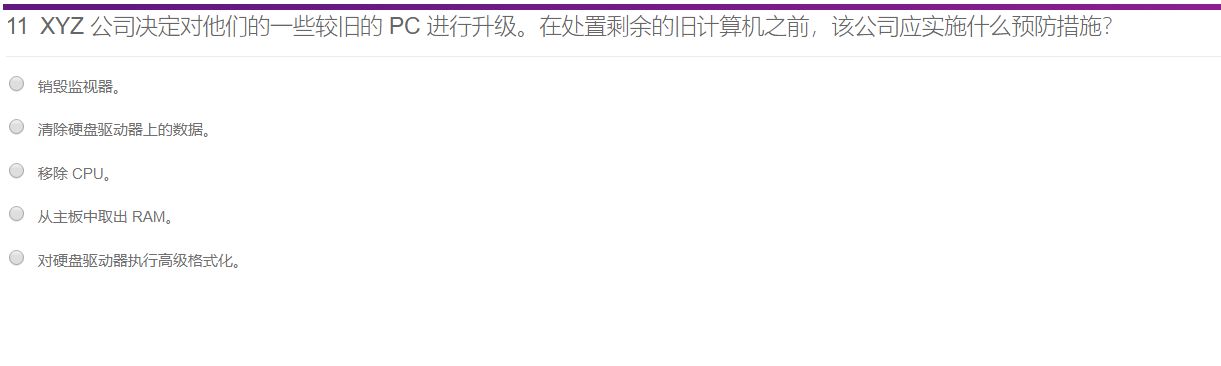 11 XYZ 公司决定对他们的一些较旧的 PC 进行升级。在处置剩余的旧计算机之前，该公司应实施什么预防措施？
销毁监视器。
清除硬盘驱动器上的数据。
移除 CPU。
从主板中取出 RAM。
对硬盘驱动器执行高级格式化。